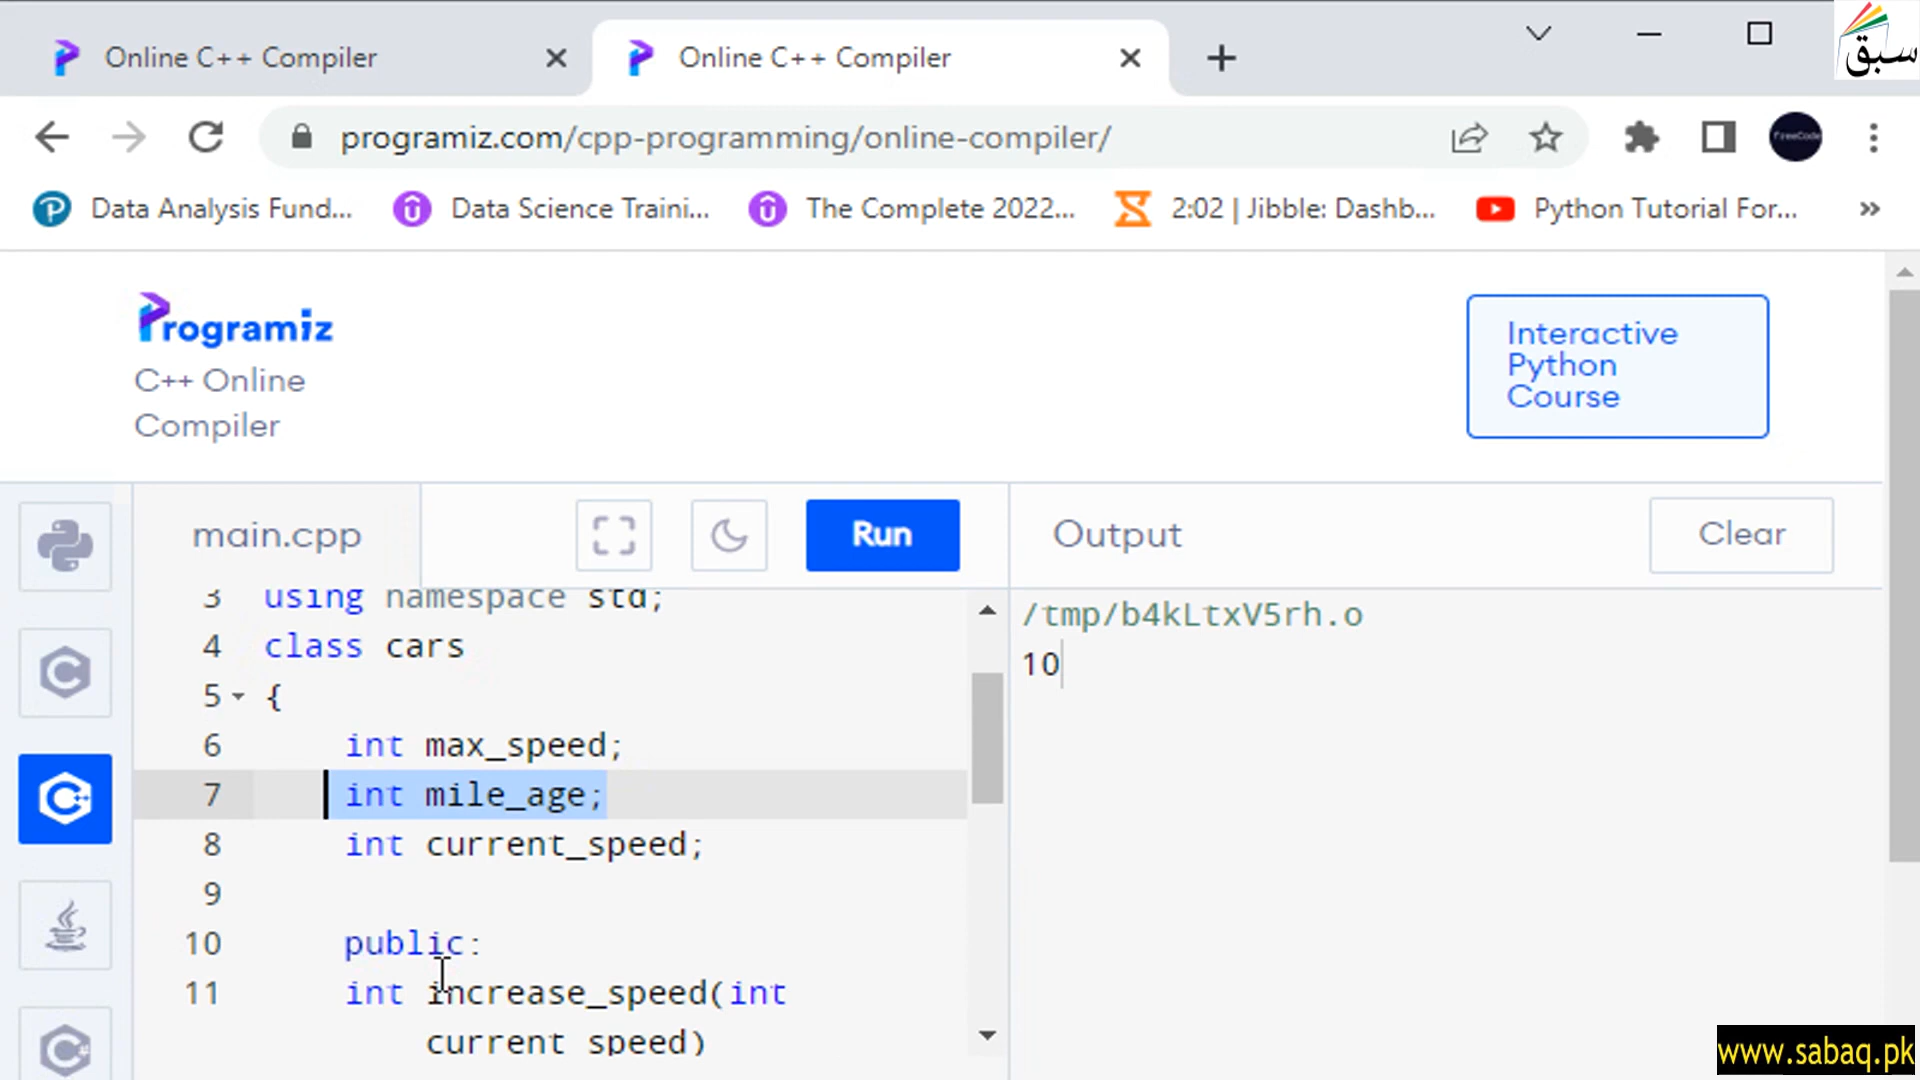 Online C++ Compiler
Online C++ Compiler
سبق
programiz.com/cpp-programming/online-compiler/
FreeCode
Data Analysis Fund...
Data Science Traini...
The Complete 2022...
2:02 | Jibble: Dashb...
Python Tutorial For...
Programiz
C++ Online
Compiler
Interactive
Python
Course
main.cpp
Run
Output
Clear
3 using namespace std;
4 class cars
5 {
6 int max_speed;
7 int mile_age;
8 int current_speed;
9
10 public:
11 int increase_speed(int
current_speed)
/tmp/b4kLtxV5rh.o
10
www.sabaq.pk